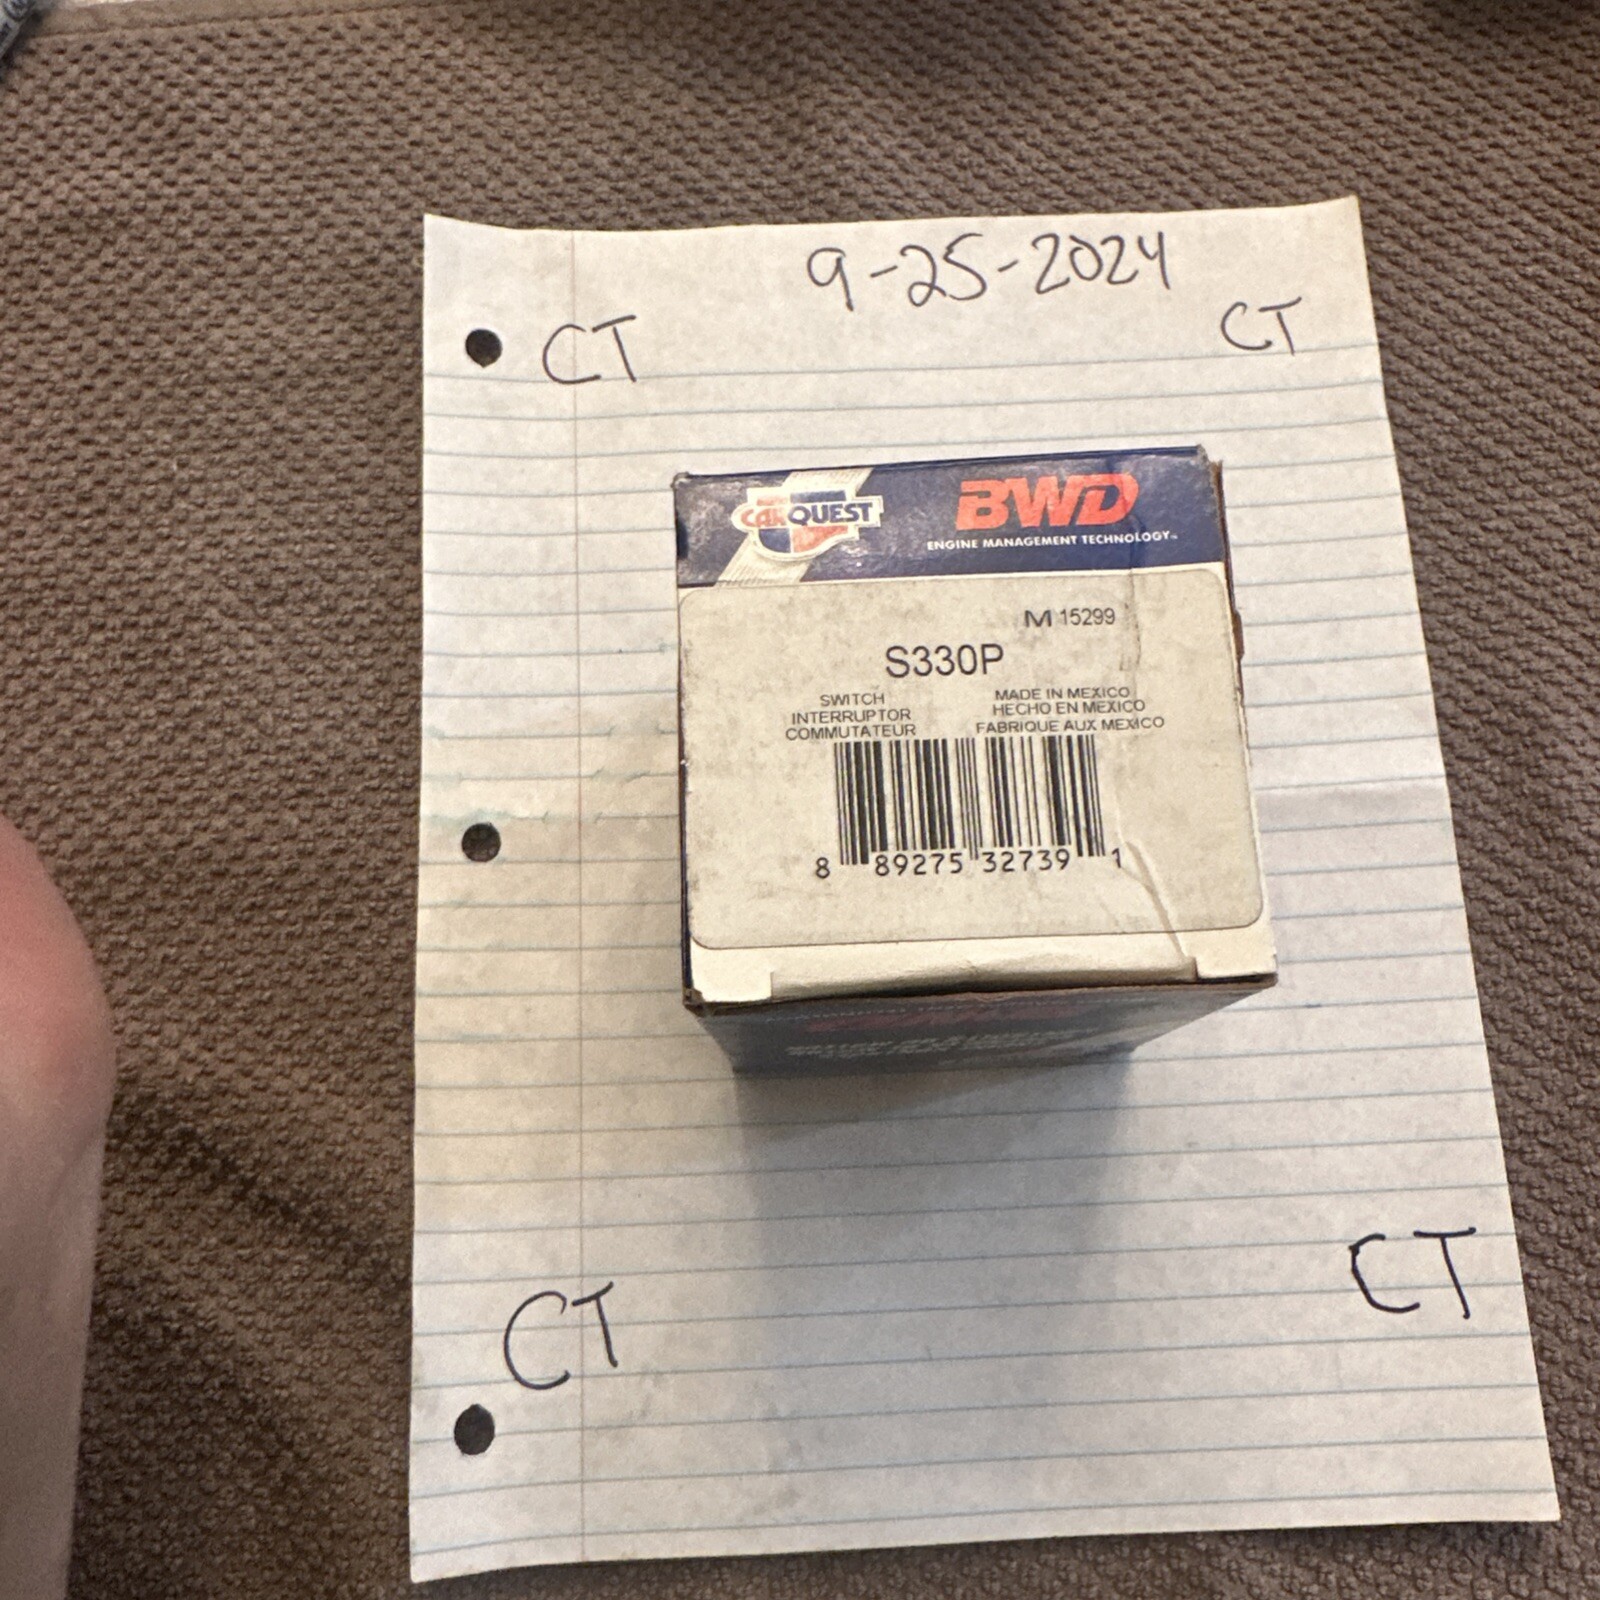 9-25-2024
CT
CT
CARQUEST
BWD
ENGINE MANAGEMENT TECHNOLOGY
M 15299
S330P
SWITCH
INTERRUPTOR
COMMUTATEUR
MADE IN MEXICO
HECHO EN MEXICO
FABRIQUE AUX MEXICO
8 89275 32739 1
CT
CT